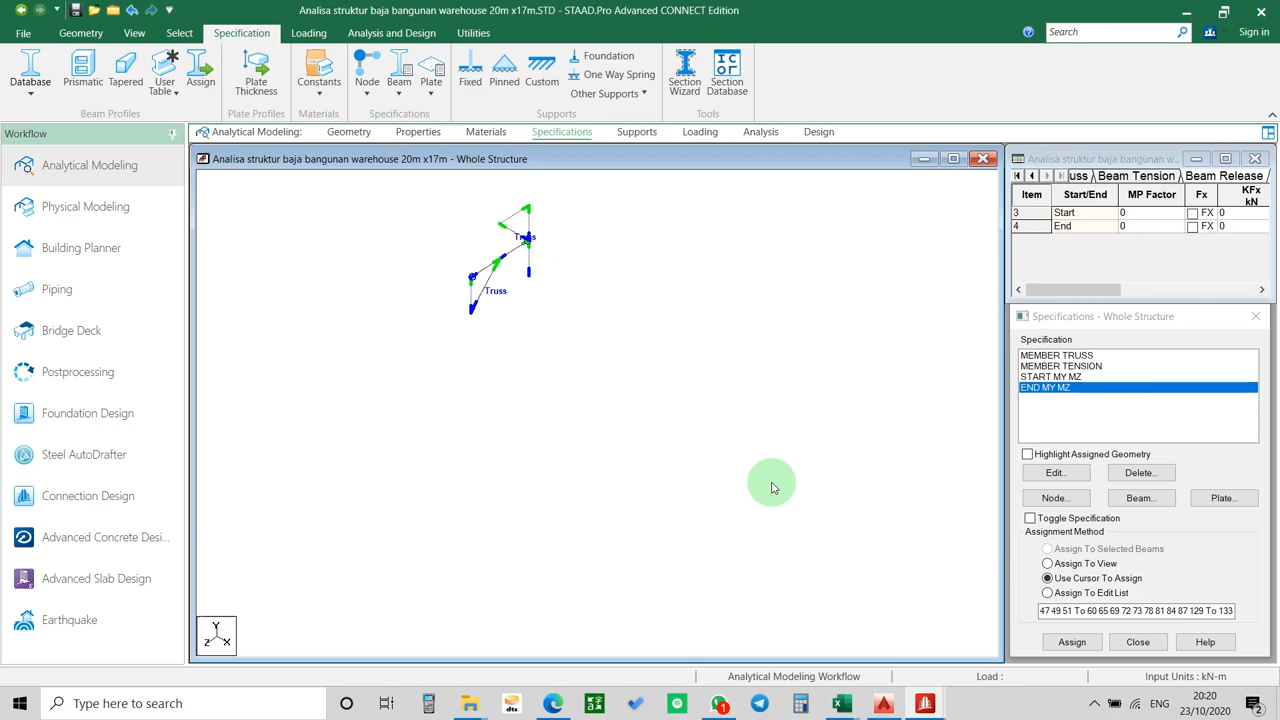 Analisa struktur baja bangunan warehouse 20m x17m.STD - STAAD.Pro Advanced CONNECT Edition
File Geometry View Select Specification Loading Analysis and Design Utilities Search Sign in
Database Prismatic Tapered User Table Assign Plate Thickness Constants Node Beam Plate Fixed Pinned Custom Foundation One Way Spring Other Supports Section Wizard Section Database
Beam Profiles Plate Profiles Materials Specifications Supports Tools
Workflow
Analytical Modeling: Geometry Properties Materials Specifications Supports Loading Analysis Design
Analytical Modeling
Physical Modeling
Building Planner
Piping
Bridge Deck
Postprocessing
Foundation Design
Steel AutoDrafter
Connection Design
Advanced Concrete Desi...
Advanced Slab Design
Earthquake
Analisa struktur baja bangunan warehouse 20m x17m - Whole Structure
Truss
Truss
Y
Z X
Analisa struktur baja bangunan w...
uss Beam Tension Beam Release
Item Start/End MP Factor Fx KFx kN
3 Start 0 FX 0
4 End 0 FX 0
Specifications - Whole Structure
Specification
MEMBER TRUSS
MEMBER TENSION
START MY MZ
END MY MZ
Highlight Assigned Geometry
Edit... Delete...
Node... Beam... Plate...
Toggle Specification
Assignment Method
Assign To Selected Beams
Assign To View
Use Cursor To Assign
Assign To Edit List
47 49 51 To 60 65 69 72 73 78 81 84 87 129 To 133
Assign Close Help
Analytical Modeling Workflow Load : Input Units : kN-m
Type here to search dts 1 ENG 20:20 23/10/2020 2